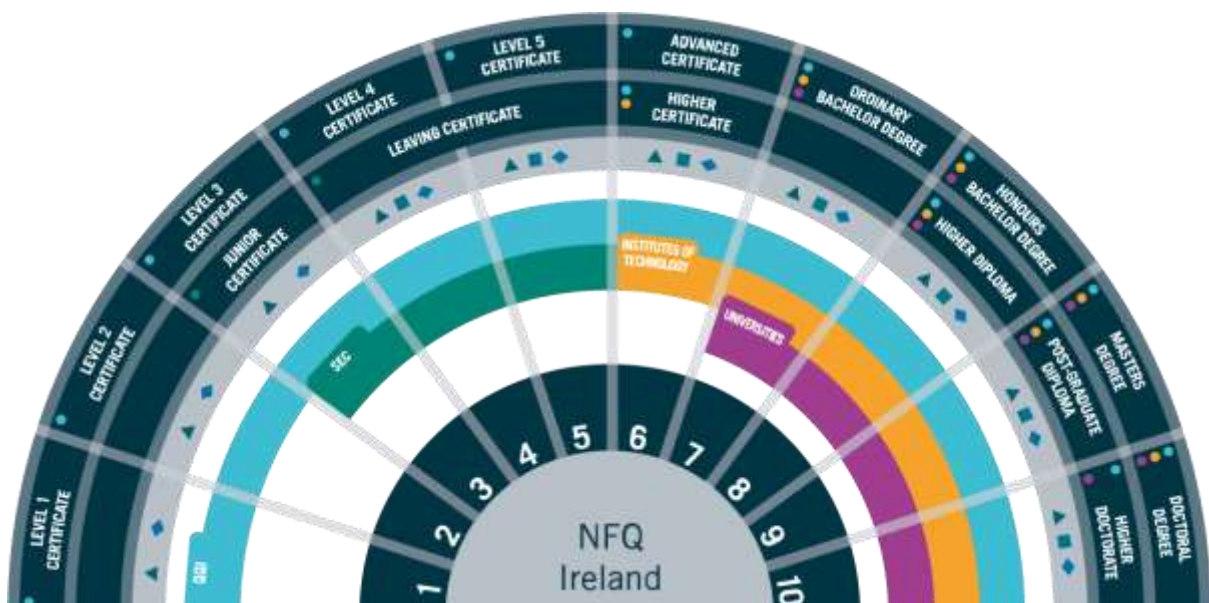 LEVEL 1
CERTIFICATE
LEVEL 2
CERTIFICATE
LEVEL 3
CERTIFICATE
LEVEL 4
CERTIFICATE
LEVEL 5
CERTIFICATE
ADVANCED
CERTIFICATE
ORDINARY
BACHELOR DEGREE
HONOURS
BACHELOR DEGREE
MASTERS
DEGREE
DOCTORAL
DEGREE
JUNIOR
CERTIFICATE
LEAVING CERTIFICATE
HIGHER
CERTIFICATE
HIGHER DIPLOMA
POST-GRADUATE
DIPLOMA
HIGHER
DOCTORATE
QQI
SEC
INSTITUTES OF
TECHNOLOGY
UNIVERSITIES
1
2
3
4
5
6
7
8
9
10
NFQ
Ireland